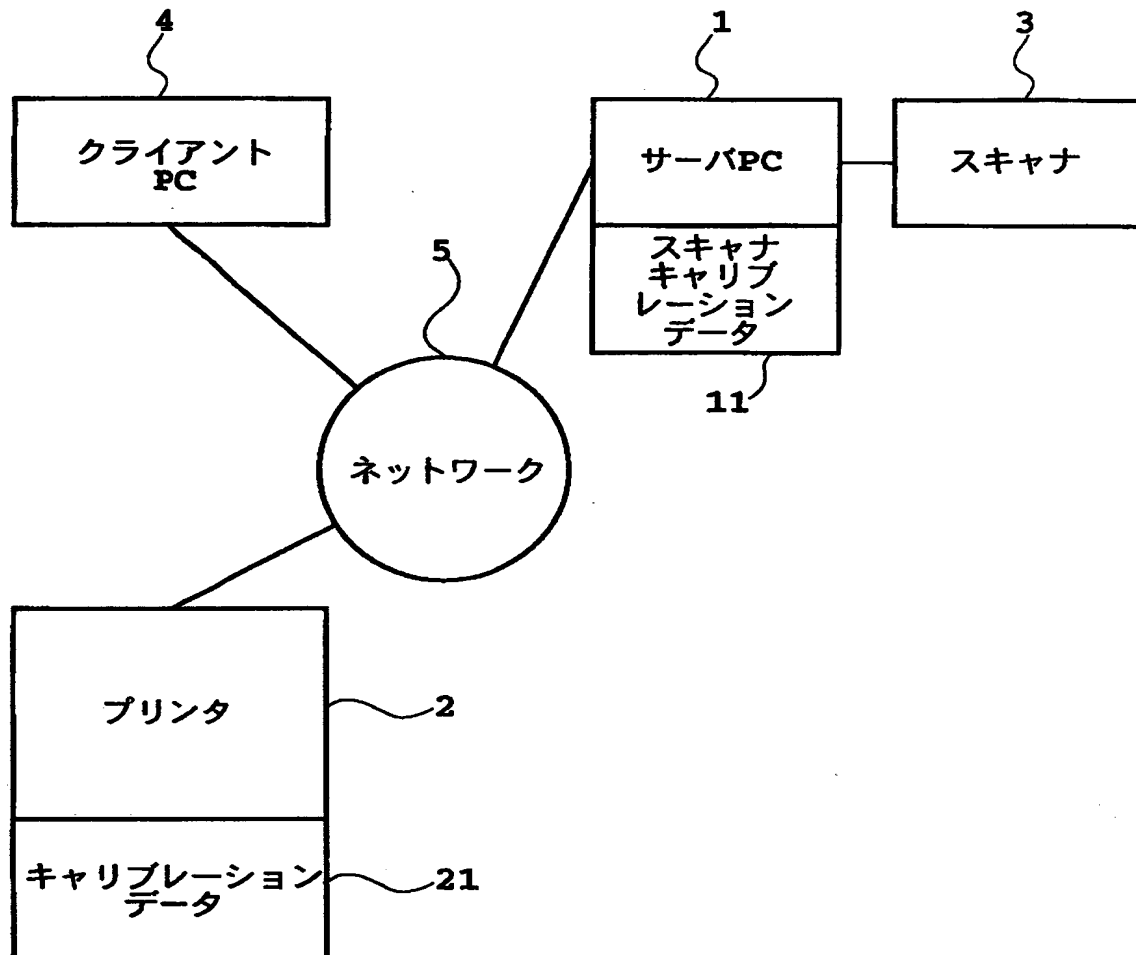 4
1
3
クライアント
PC
サーバPC
スキャナ
スキャナ
キャリブ
レーション
データ
11
5
ネットワーク
プリンタ
2
キャリブレーション
データ
21